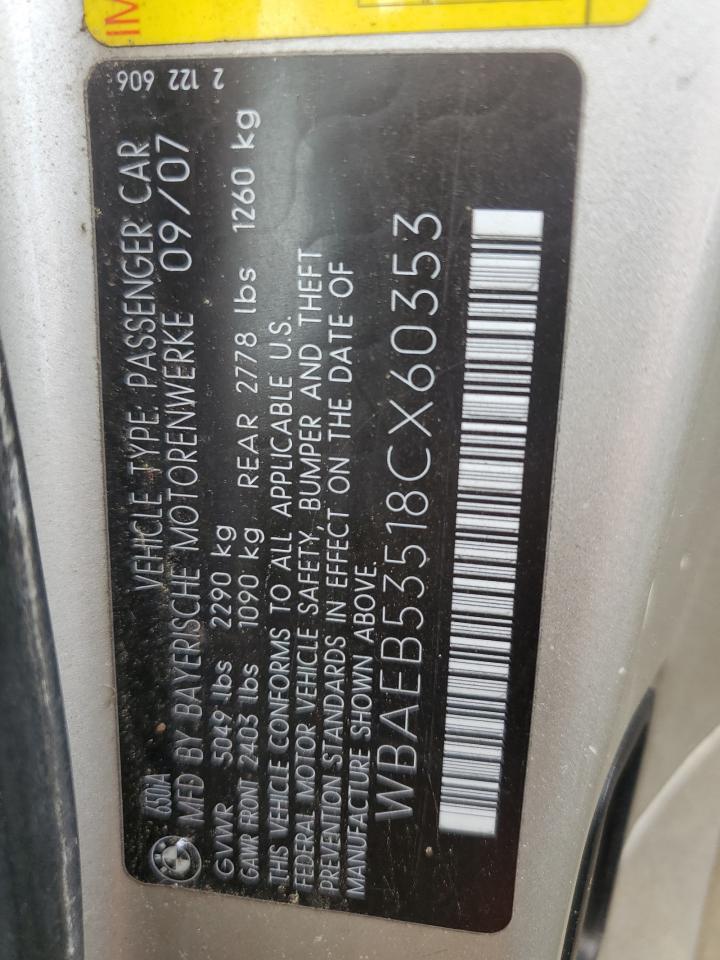 IM
2 122 606
650iA
VEHICLE TYPE: PASSENGER CAR
MFD BY BAYERISCHE MOTORENWERKE 09/07
GVWR 5049 lbs 2290 kg
GAWR FRONT 2403 lbs 1090 kg REAR 2778 lbs 1260 kg
THIS VEHICLE CONFORMS TO ALL APPLICABLE U.S.
FEDERAL MOTOR VEHICLE SAFETY, BUMPER AND THEFT
PREVENTION STANDARDS IN EFFECT ON THE DATE OF
MANUFACTURE SHOWN ABOVE.
WBAEB53518CX60353